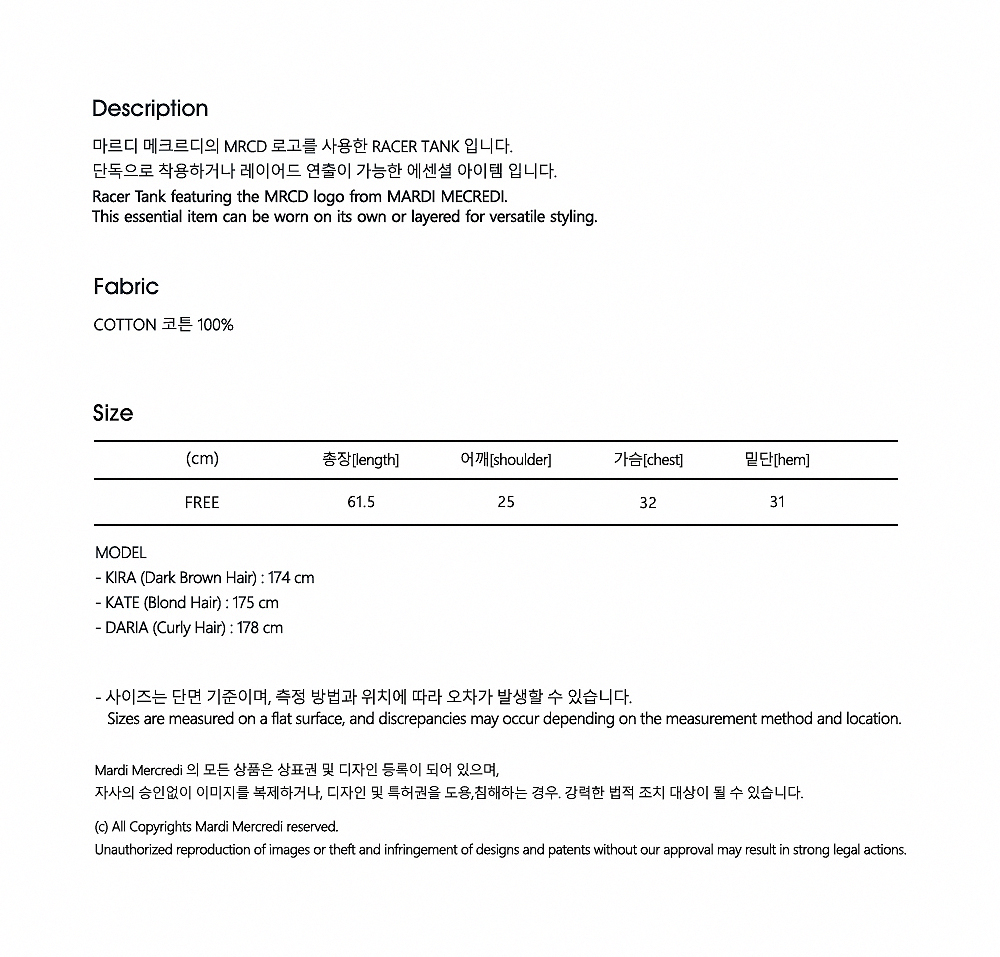 Description
마르디 메크르디의 MRCD 로고를 사용한 RACER TANK 입니다.
단독으로 착용하거나 레이어드 연출이 가능한 에센셜 아이템 입니다.
Racer Tank featuring the MRCD logo from MARDI MECREDI.
This essential item can be worn on its own or layered for versatile styling.
Fabric
COTTON 코튼 100%
Size
(cm) 총장[length] 어깨[shoulder] 가슴[chest] 밑단[hem]
FREE 61.5 25 32 31
MODEL
- KIRA (Dark Brown Hair) : 174 cm
- KATE (Blond Hair) : 175 cm
- DARIA (Curly Hair) : 178 cm
- 사이즈는 단면 기준이며, 측정 방법과 위치에 따라 오차가 발생할 수 있습니다.
Sizes are measured on a flat surface, and discrepancies may occur depending on the measurement method and location.
Mardi Mercredi 의 모든 상품은 상표권 및 디자인 등록이 되어 있으며,
자사의 승인없이 이미지를 복제하거나, 디자인 및 특허권을 도용,침해하는 경우. 강력한 법적 조치 대상이 될 수 있습니다.
(c) All Copyrights Mardi Mercredi reserved.
Unauthorized reproduction of images or theft and infringement of designs and patents without our approval may result in strong legal actions.